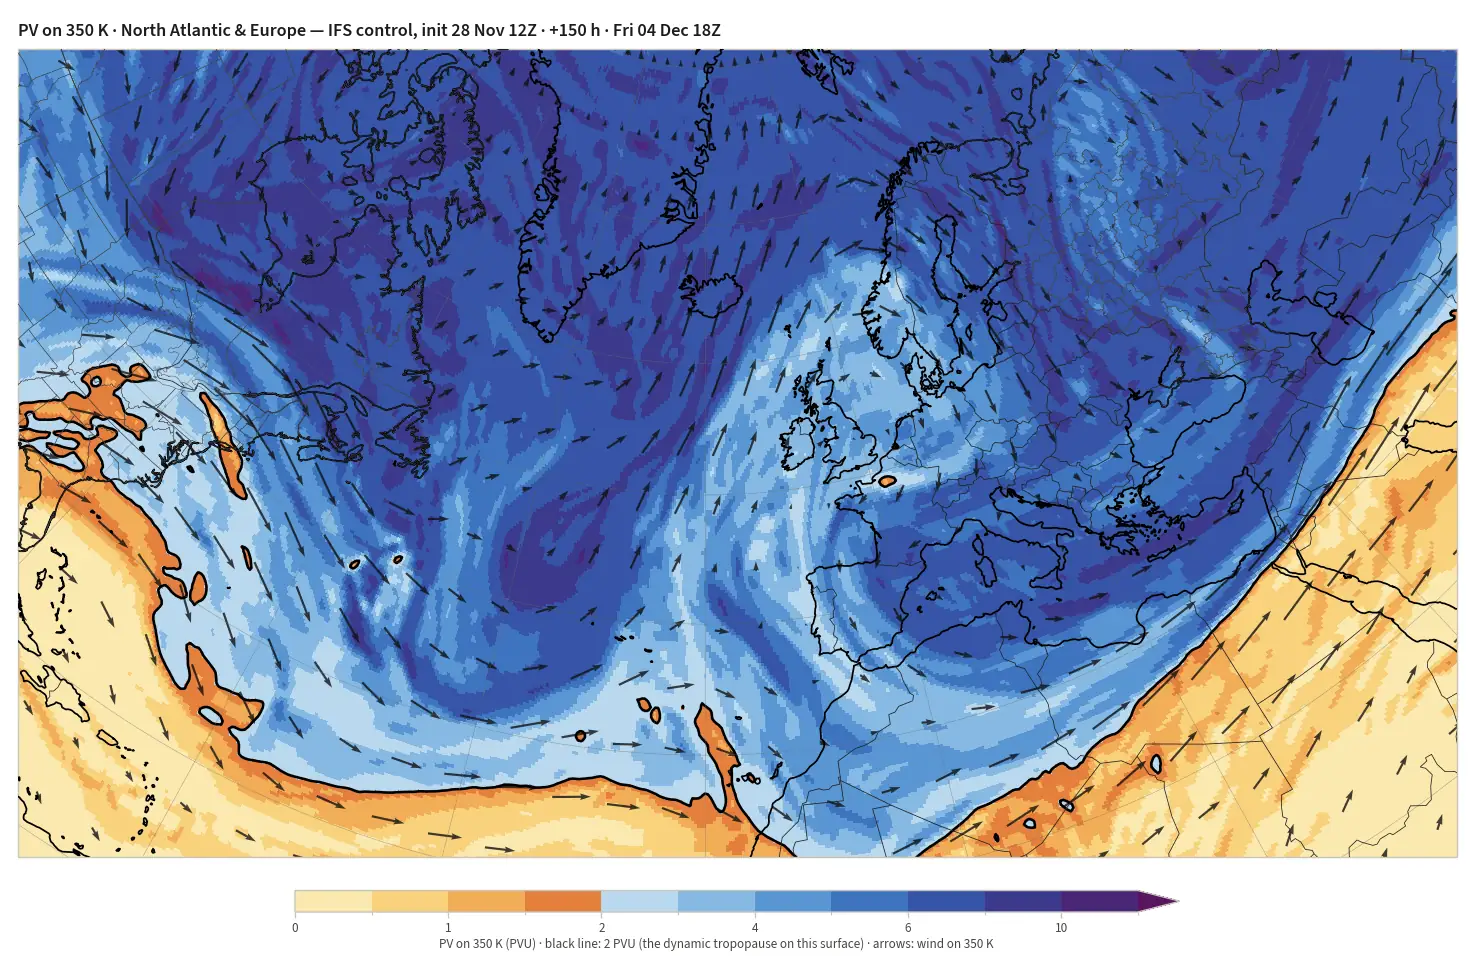 PV on 350 K · North Atlantic & Europe — IFS control, init 28 Nov 12Z · +150 h · Fri 04 Dec 18Z
0 1 2 4 6 10
PV on 350 K (PVU) · black line: 2 PVU (the dynamic tropopause on this surface) · arrows: wind on 350 K